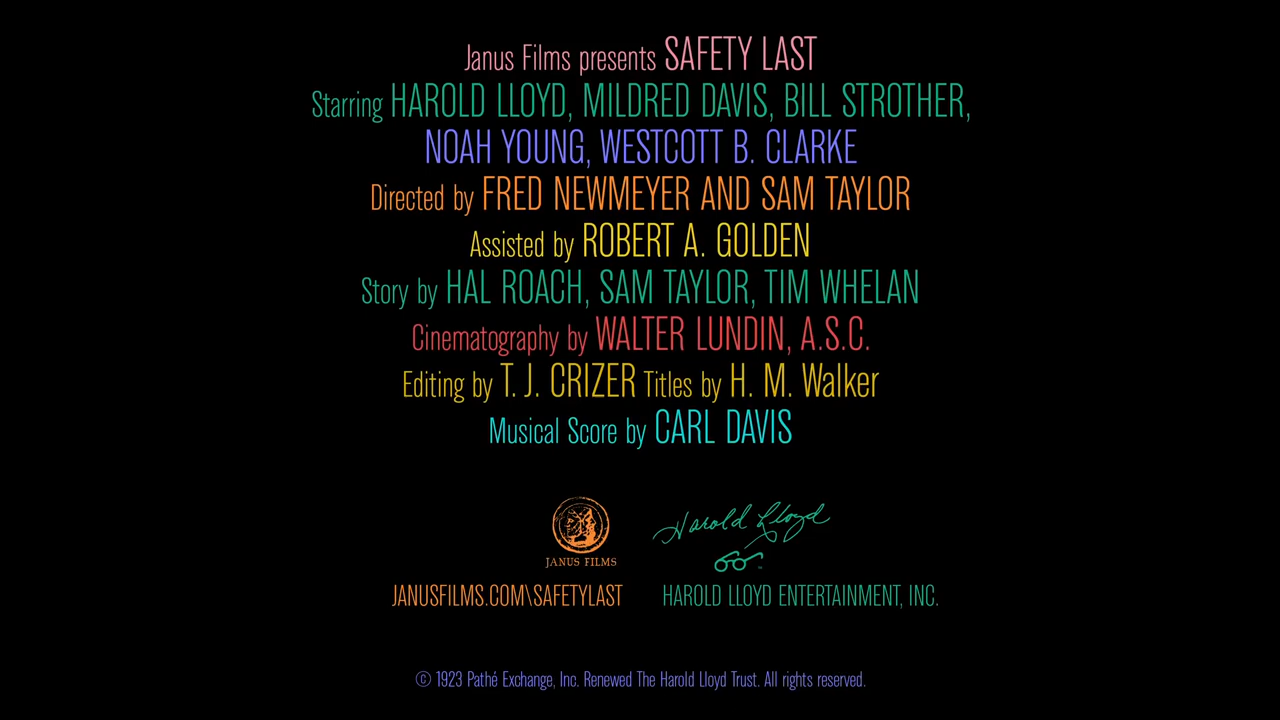 Janus Films presents SAFETY LAST
Starring HAROLD LLOYD, MILDRED DAVIS, BILL STROTHER,
NOAH YOUNG, WESTCOTT B. CLARKE
Directed by FRED NEWMEYER AND SAM TAYLOR
Assisted by ROBERT A. GOLDEN
Story by HAL ROACH, SAM TAYLOR, TIM WHELAN
Cinematography by WALTER LUNDIN, A.S.C.
Editing by T. J. CRIZER Titles by H. M. Walker
Musical Score by CARL DAVIS
Harold Lloyd
JANUS FILMS
JANUSFILMS.COM\SAFETYLAST
HAROLD LLOYD ENTERTAINMENT, INC.
© 1923 Pathé Exchange, Inc. Renewed The Harold Lloyd Trust. All rights reserved.